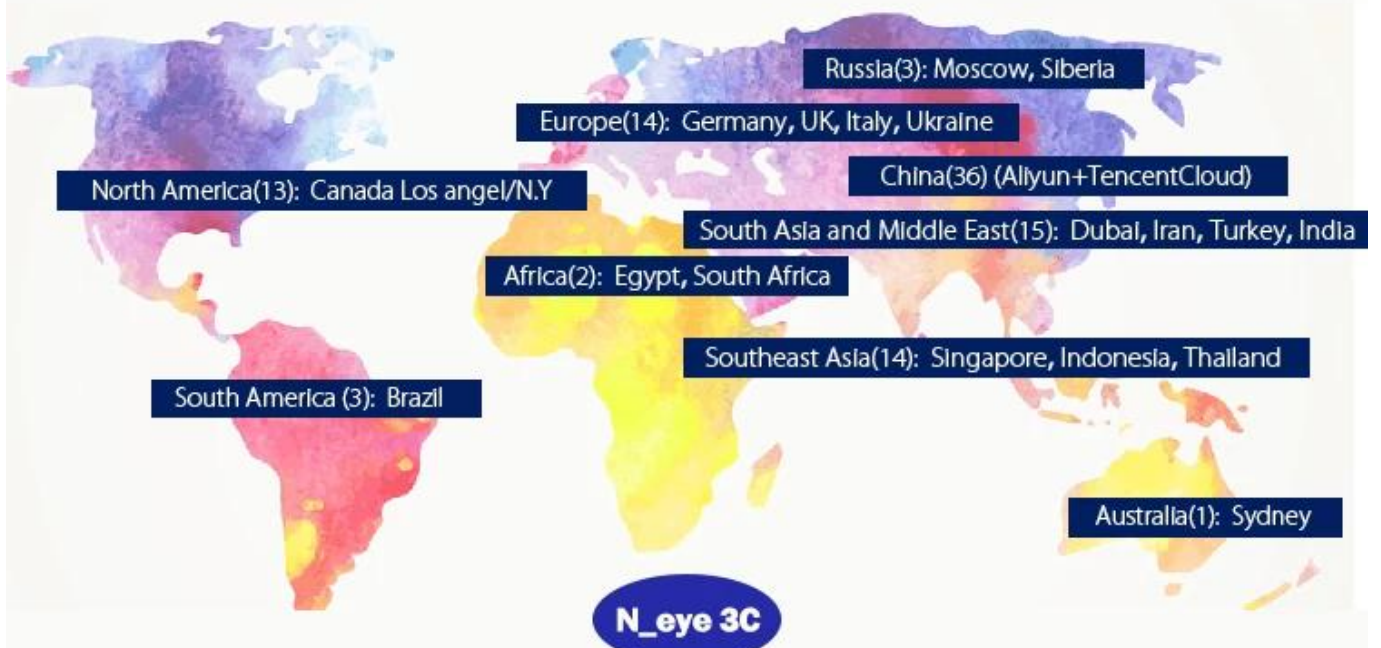 Russia(3): Moscow, Siberia
Europe(14): Germany, UK, Italy, Ukraine
China(36) (Aliyun+TencentCloud)
North America(13): Canada Los angel/N.Y
South Asia and Middle East(15): Dubai, Iran, Turkey, India
Africa(2): Egypt, South Africa
Southeast Asia(14): Singapore, Indonesia, Thailand
South America (3): Brazil
Australia(1): Sydney
N_eye 3C